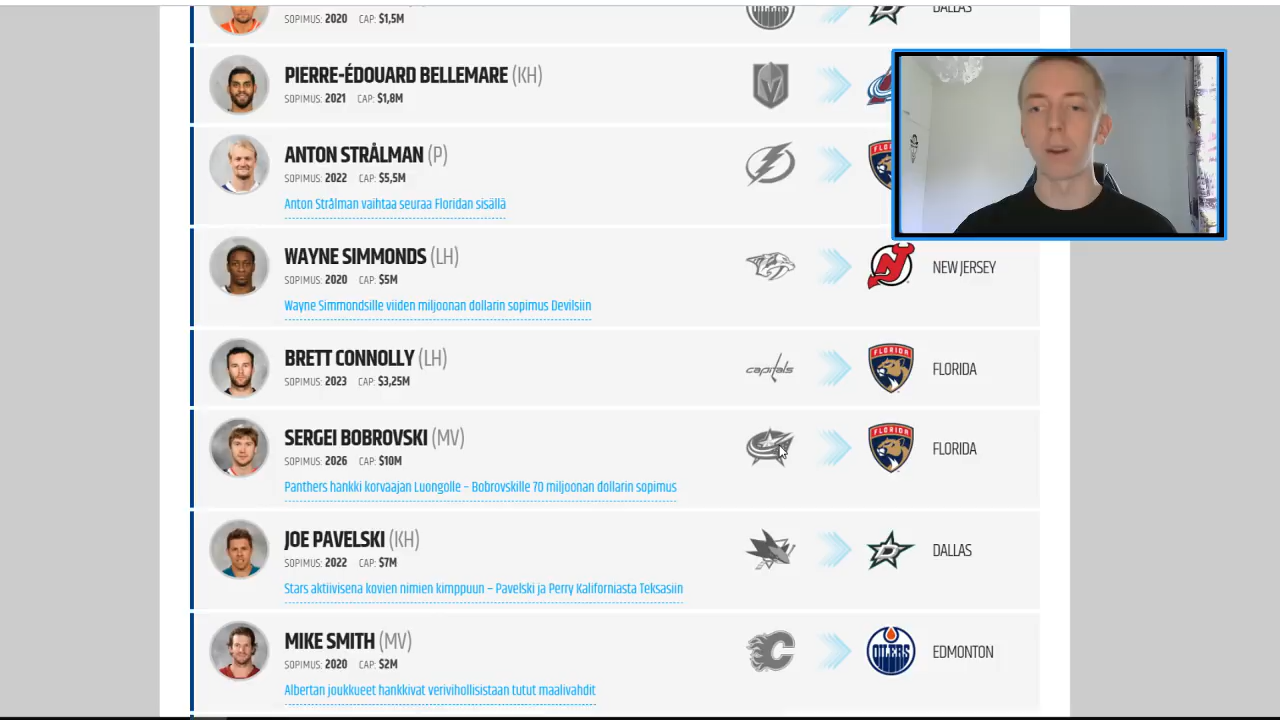 SOPIMUS: 2020 CAP: $1,5M
DALLAS
PIERRE-ÉDOUARD BELLEMARE (KH)
SOPIMUS: 2021 CAP: $1,8M
ANTON STRÅLMAN (P)
SOPIMUS: 2022 CAP: $5,5M
Anton Strålman vaihtaa seuraa Floridan sisällä
WAYNE SIMMONDS (LH)
SOPIMUS: 2020 CAP: $5M
Wayne Simmondsille viiden miljoonan dollarin sopimus Devilsiin
NEW JERSEY
BRETT CONNOLLY (LH)
SOPIMUS: 2023 CAP: $3,25M
capitals
FLORIDA
FLORIDA
SERGEI BOBROVSKI (MV)
SOPIMUS: 2026 CAP: $10M
Panthers hankki korvaajan Luongolle – Bobrovskille 70 miljoonan dollarin sopimus
FLORIDA
FLORIDA
JOE PAVELSKI (KH)
SOPIMUS: 2022 CAP: $7M
Stars aktiivisena kovien nimien kimppuun – Pavelski ja Perry Kaliforniasta Teksasiin
DALLAS
MIKE SMITH (MV)
SOPIMUS: 2020 CAP: $2M
Albertan joukkueet hankkivat verivihollisistaan tutut maalivahdit
OILERS
EDMONTON